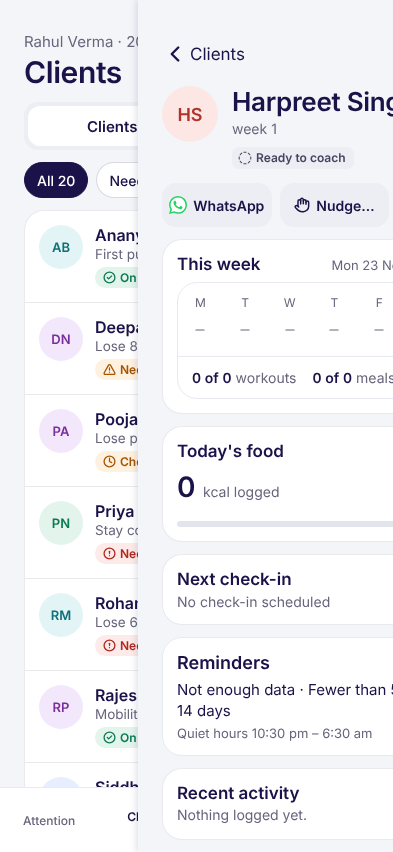 Rahul Verma · 20
Clients
Clients
All 20
Nee
AB
Anany
First pu
On
DN
Deepa
Lose 8
Nee
PA
Pooja
Lose p
Che
PN
Priya
Stay co
Nee
RM
Rohan
Lose 6
Nee
RP
Rajes
Mobilit
On
Siddh
Attention
Cl
Clients
HS
Harpreet Sing
week 1
Ready to coach
WhatsApp
Nudge...
This week
Mon 23 No
M T W T F
– – – – –
0 of 0 workouts 0 of 0 meals
Today's food
0 kcal logged
Next check-in
No check-in scheduled
Reminders
Not enough data · Fewer than 5
14 days
Quiet hours 10:30 pm – 6:30 am
Recent activity
Nothing logged yet.